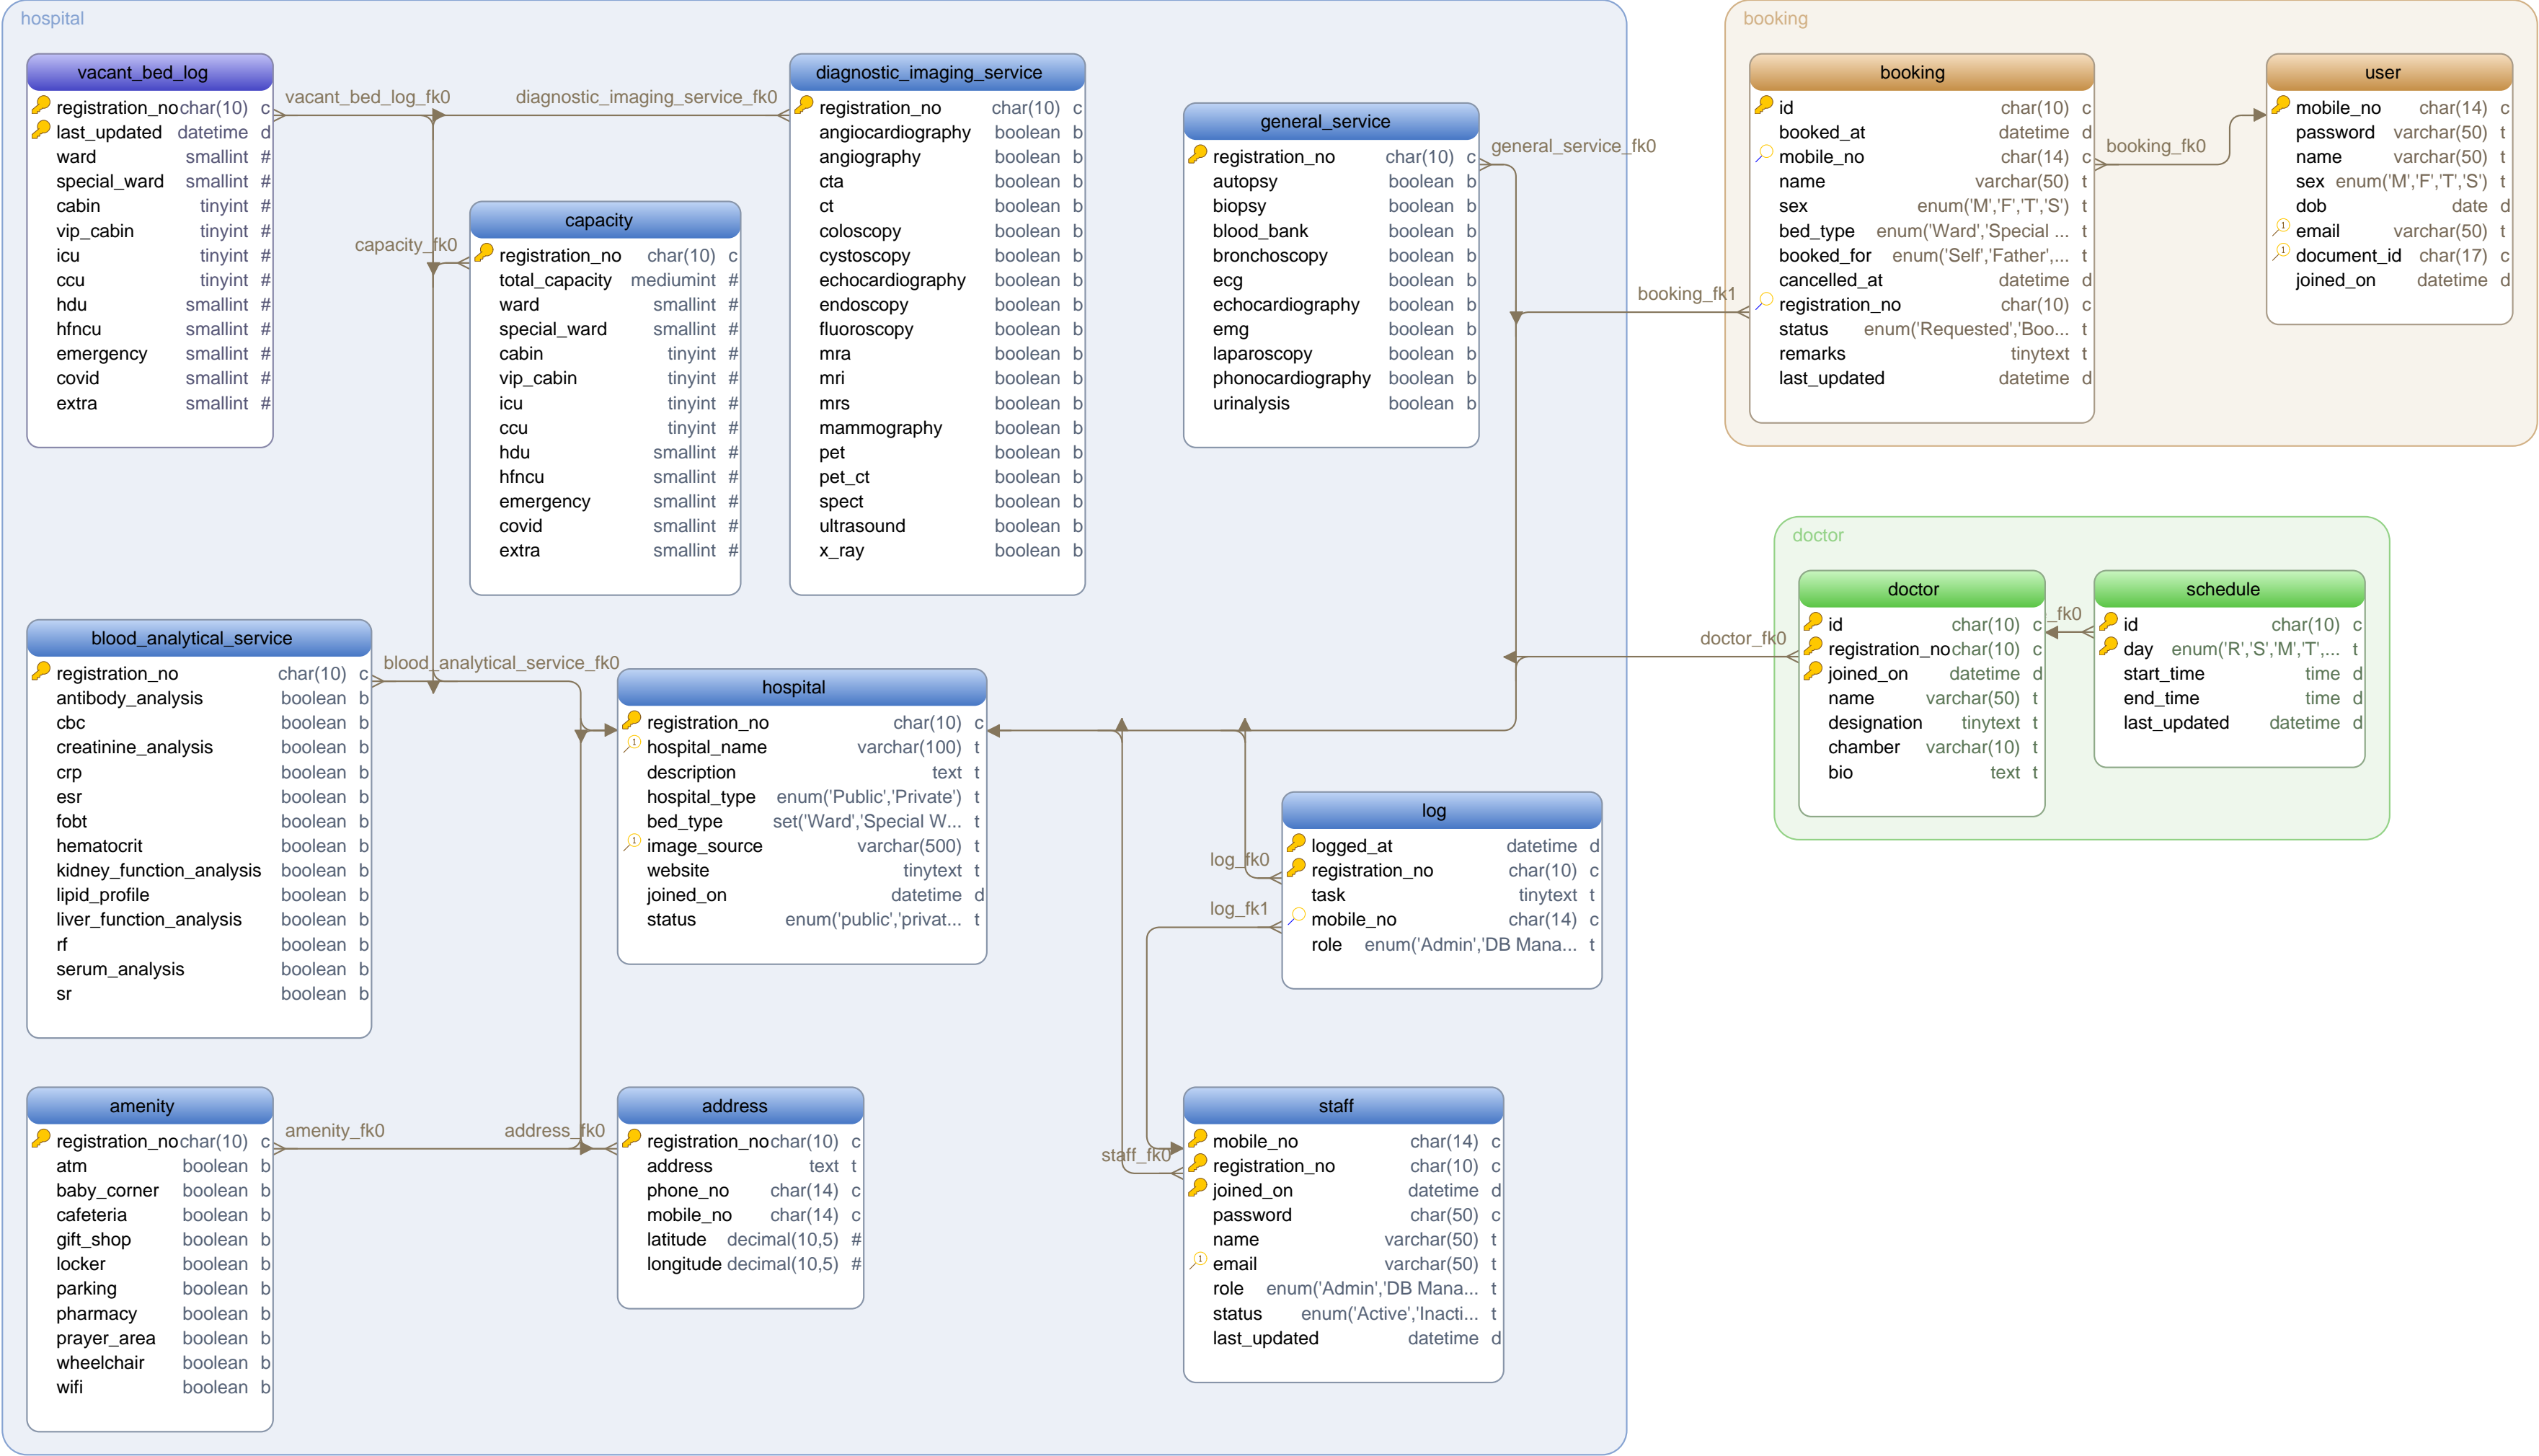 hospital
vacant_bed_log
registration_no char(10) c
last_updated datetime d
ward smallint #
special_ward smallint #
cabin tinyint #
vip_cabin tinyint #
icu tinyint #
ccu tinyint #
hdu smallint #
hfncu smallint #
emergency smallint #
covid smallint #
extra smallint #
vacant_bed_log_fk0
diagnostic_imaging_service_fk0
capacity_fk0
capacity
registration_no char(10) c
total_capacity mediumint #
ward smallint #
special_ward smallint #
cabin tinyint #
vip_cabin tinyint #
icu tinyint #
ccu tinyint #
hdu smallint #
hfncu smallint #
emergency smallint #
covid smallint #
extra smallint #
diagnostic_imaging_service
registration_no char(10) c
angiocardiography boolean b
angiography boolean b
cta boolean b
ct boolean b
coloscopy boolean b
cystoscopy boolean b
echocardiography boolean b
endoscopy boolean b
fluoroscopy boolean b
mra boolean b
mri boolean b
mrs boolean b
mammography boolean b
pet boolean b
pet_ct boolean b
spect boolean b
ultrasound boolean b
x_ray boolean b
general_service
registration_no char(10) c
autopsy boolean b
biopsy boolean b
blood_bank boolean b
bronchoscopy boolean b
ecg boolean b
echocardiography boolean b
emg boolean b
laparoscopy boolean b
phonocardiography boolean b
urinalysis boolean b
general_service_fk0
booking_fk1
booking
booking
id char(10) c
booked_at datetime d
mobile_no char(14) c
name varchar(50) t
sex enum('M','F','T','S') t
bed_type enum('Ward','Special ... t
booked_for enum('Self','Father',... t
cancelled_at datetime d
registration_no char(10) c
status enum('Requested','Boo... t
remarks tinytext t
last_updated datetime d
booking_fk0
user
mobile_no char(14) c
password varchar(50) t
name varchar(50) t
sex enum('M','F','T','S') t
dob date d
email varchar(50) t
document_id char(17) c
joined_on datetime d
doctor
doctor_fk0
doctor
id char(10) c
registration_no char(10) c
joined_on datetime d
name varchar(50) t
designation tinytext t
chamber varchar(10) t
bio text t
_fk0
schedule
id char(10) c
day enum('R','S','M','T',... t
start_time time d
end_time time d
last_updated datetime d
blood_analytical_service
registration_no char(10) c
antibody_analysis boolean b
cbc boolean b
creatinine_analysis boolean b
crp boolean b
esr boolean b
fobt boolean b
hematocrit boolean b
kidney_function_analysis boolean b
lipid_profile boolean b
liver_function_analysis boolean b
rf boolean b
serum_analysis boolean b
sr boolean b
blood_analytical_service_fk0
hospital
registration_no char(10) c
hospital_name varchar(100) t
description text t
hospital_type enum('Public','Private') t
bed_type set('Ward','Special W... t
image_source varchar(500) t
website tinytext t
joined_on datetime d
status enum('public','privat... t
log_fk0
log_fk1
log
logged_at datetime d
registration_no char(10) c
task tinytext t
mobile_no char(14) c
role enum('Admin','DB Mana... t
amenity
registration_no char(10) c
atm boolean b
baby_corner boolean b
cafeteria boolean b
gift_shop boolean b
locker boolean b
parking boolean b
pharmacy boolean b
prayer_area boolean b
wheelchair boolean b
wifi boolean b
amenity_fk0
address_fk0
address
registration_no char(10) c
address text t
phone_no char(14) c
mobile_no char(14) c
latitude decimal(10,5) #
longitude decimal(10,5) #
staff_fk0
staff
mobile_no char(14) c
registration_no char(10) c
joined_on datetime d
password char(50) c
name varchar(50) t
email varchar(50) t
role enum('Admin','DB Mana... t
status enum('Active','Inacti... t
last_updated datetime d